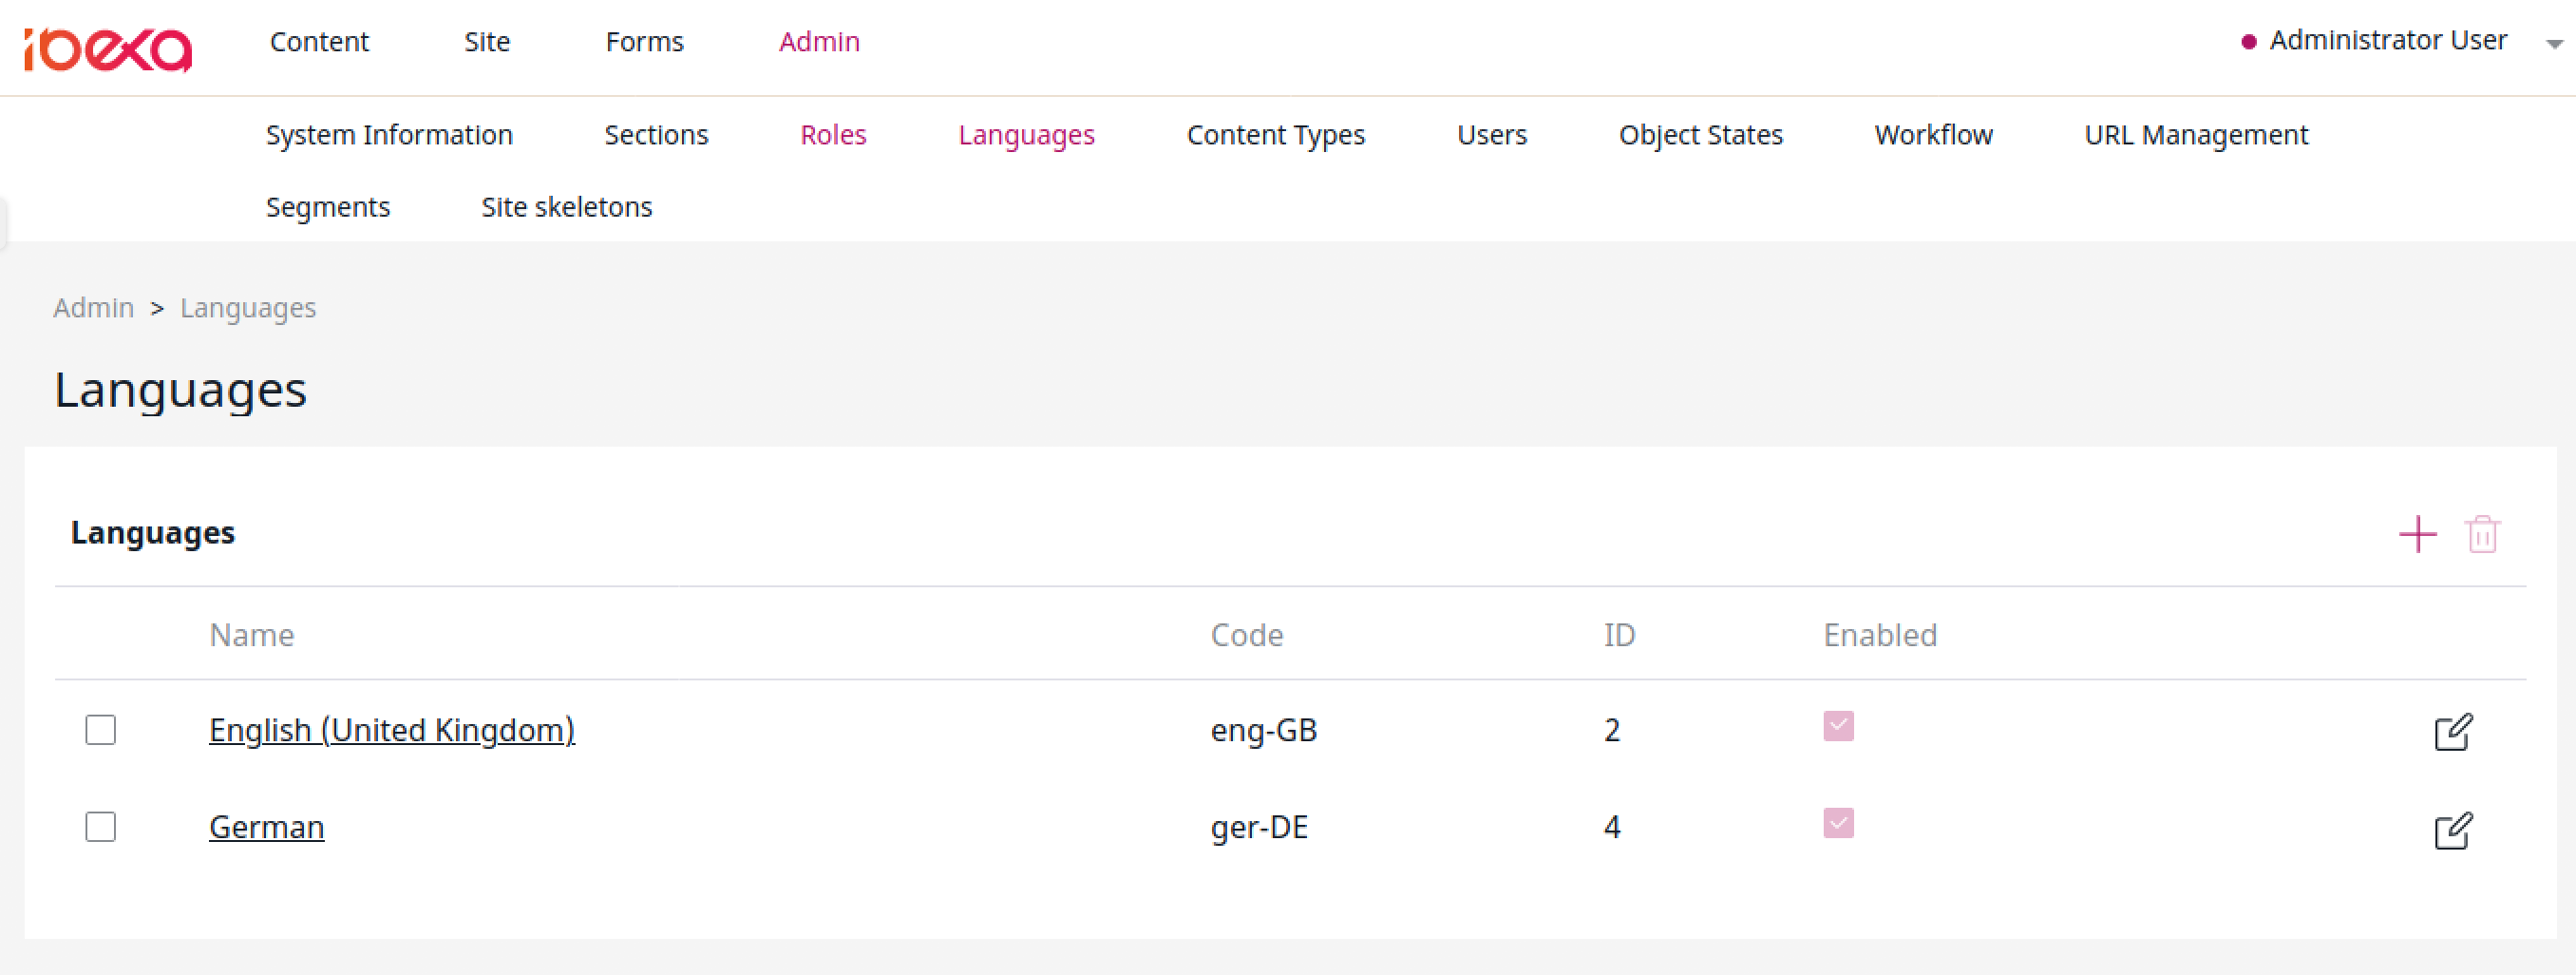 ibexa Content Site Forms Admin Administrator User
System Information Sections Roles Languages Content Types Users Object States Workflow URL Management
Segments Site skeletons
Admin > Languages
Languages
Languages
Name Code ID Enabled
English (United Kingdom) eng-GB 2
German ger-DE 4